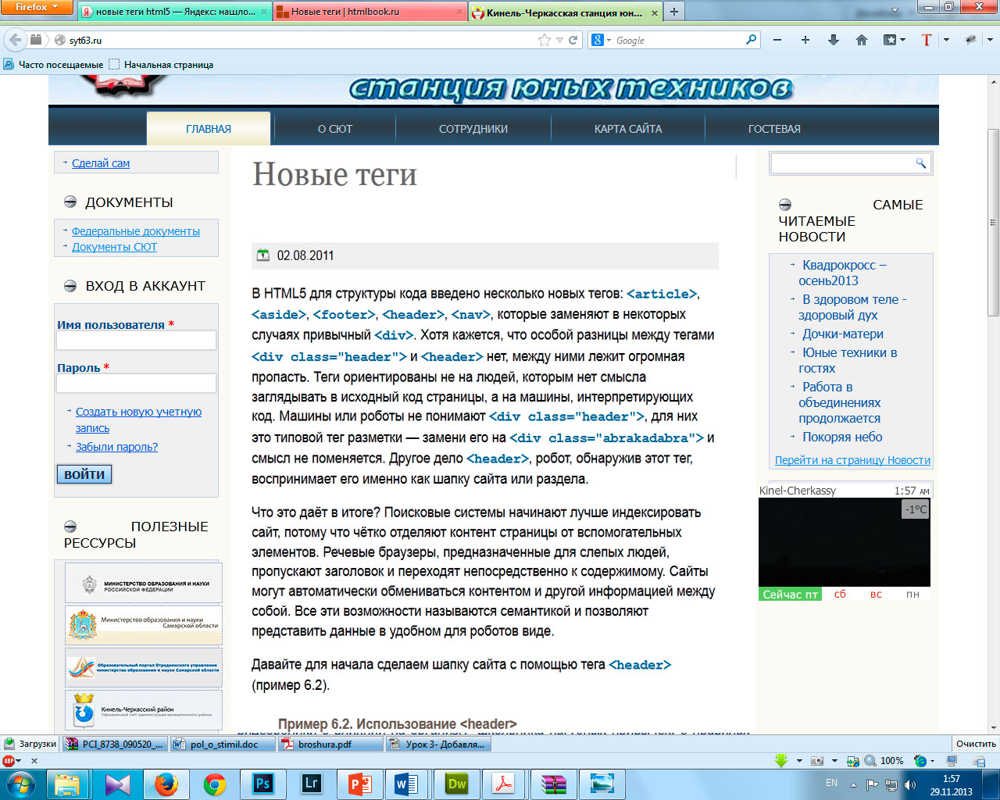 Firefox
новые теги html5 — Яндекс: нашло...
Новые теги | htmlbook.ru
Кинель-Черкасская станция юн...
syt63.ru
Google
Часто посещаемые
Начальная страница
станция юных техников
ГЛАВНАЯ
О СЮТ
СОТРУДНИКИ
КАРТА САЙТА
ГОСТЕВАЯ
Сделай сам
ДОКУМЕНТЫ
Федеральные документы
Документы СЮТ
ВХОД В АККАУНТ
Имя пользователя *
Пароль *
Создать новую учетную
запись
Забыли пароль?
ВОЙТИ
ПОЛЕЗНЫЕ
РЕССУРСЫ
МИНИСТЕРСТВО ОБРАЗОВАНИЯ И НАУКИ
РОССИЙСКОЙ ФЕДЕРАЦИИ
Министерство образования и науки
Самарской области
Образовательный портал Отрадненского управления
министерства образования и науки Самарской области
Кинель-Черкасский район
Официальный сайт администрации муниципального района
Новые теги
02.08.2011
В HTML5 для структуры кода введено несколько новых тегов: <article>,
<aside>, <footer>, <header>, <nav>, которые заменяют в некоторых
случаях привычный <div>. Хотя кажется, что особой разницы между тегами
<div class="header"> и <header> нет, между ними лежит огромная
пропасть. Теги ориентированы не на людей, которым нет смысла
заглядывать в исходный код страницы, а на машины, интерпретирующих
код. Машины или роботы не понимают <div class="header">, для них
это типовой тег разметки — замени его на <div class="abrakadabra"> и
смысл не поменяется. Другое дело <header>, робот, обнаружив этот тег,
воспринимает его именно как шапку сайта или раздела.
Что это даёт в итоге? Поисковые системы начинают лучше индексировать
сайт, потому что чётко отделяют контент страницы от вспомогательных
элементов. Речевые браузеры, предназначенные для слепых людей,
пропускают заголовок и переходят непосредственно к содержимому. Сайты
могут автоматически обмениваться контентом и другой информацией между
собой. Все эти возможности называются семантикой и позволяют
представить данные в удобном для роботов виде.
Давайте для начала сделаем шапку сайта с помощью тега <header>
(пример 6.2).
Пример 6.2. Использование <header>
САМЫЕ
ЧИТАЕМЫЕ
НОВОСТИ
Квадрокросс –
осень2013
В здоровом теле -
здоровый дух
Дочки-матери
Юные техники в
гостях
Работа в
объединениях
продолжается
Покоряя небо
Перейти на страницу Новости
Kinel-Cherkassy 1:57 AM
-1°C
Сейчас пт сб вс пн
Загрузки
PCI_8738_090520_...
pol_o_stimil.doc
broshura.pdf
Урок 3- Добавля...
Очистить
ABP
100%
Ps
Lr
Dw
EN
1:57
29.11.2013